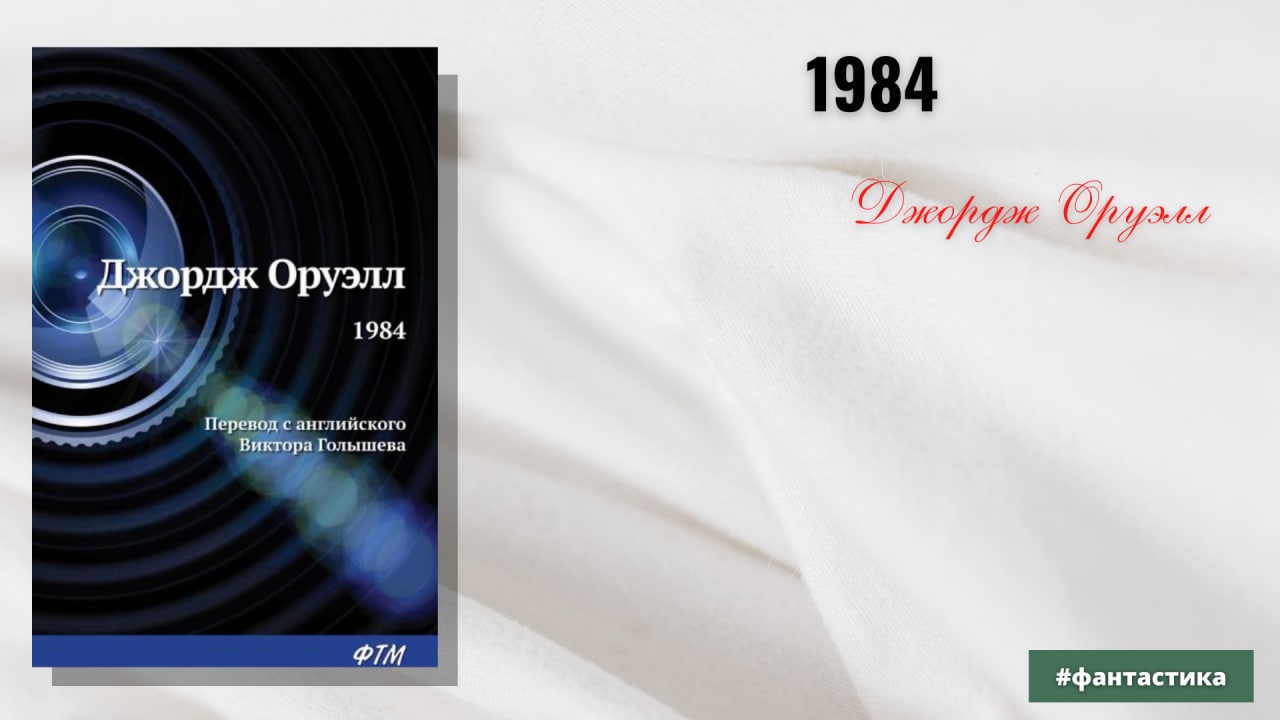 Джордж Оруэлл
1984
Перевод с английского
Виктора Голышева
ФТМ
1984
Джордж Оруэлл
#фантастика